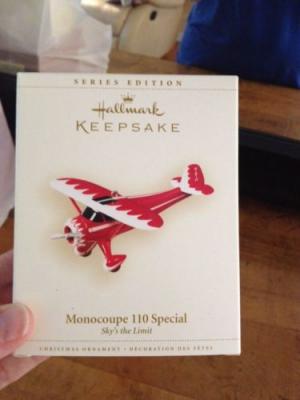 SERIES EDITION
Hallmark
KEEPSAKE
Monocoupe 110 Special
Sky's the Limit
CHRISTMAS ORNAMENT • DÉCORATION DES FÊTES